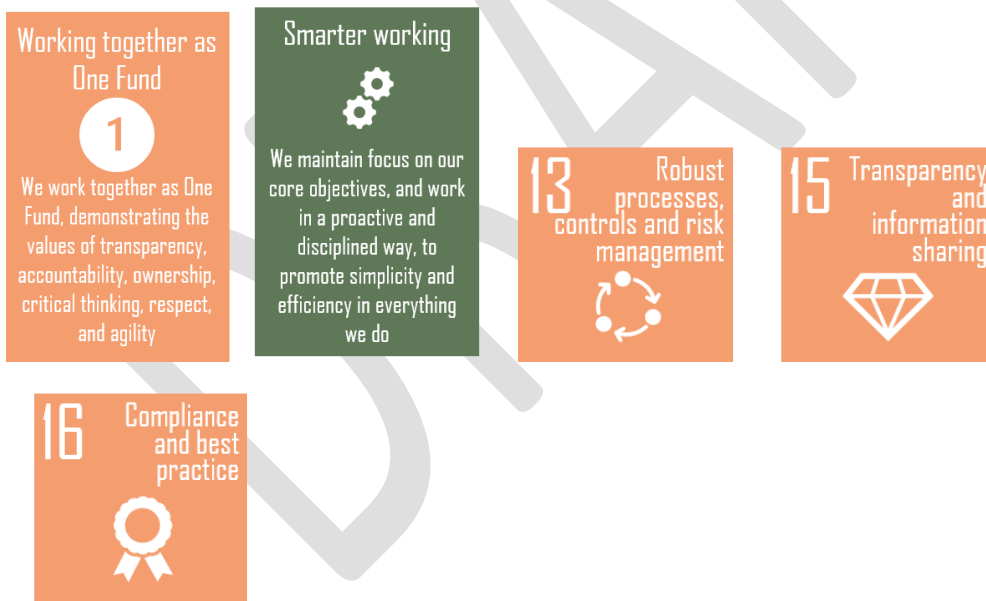 Working together as
One Fund
1
We work together as One
Fund, demonstrating the
values of transparency,
accountability, ownership,
critical thinking, respect,
and agility
Smarter working
We maintain focus on our
core objectives, and work
in a proactive and
disciplined way, to
promote simplicity and
efficiency in everything
we do
13 Robust
processes,
controls and risk
management
15 Transparency
and
information
sharing
16 Compliance
and best
practice